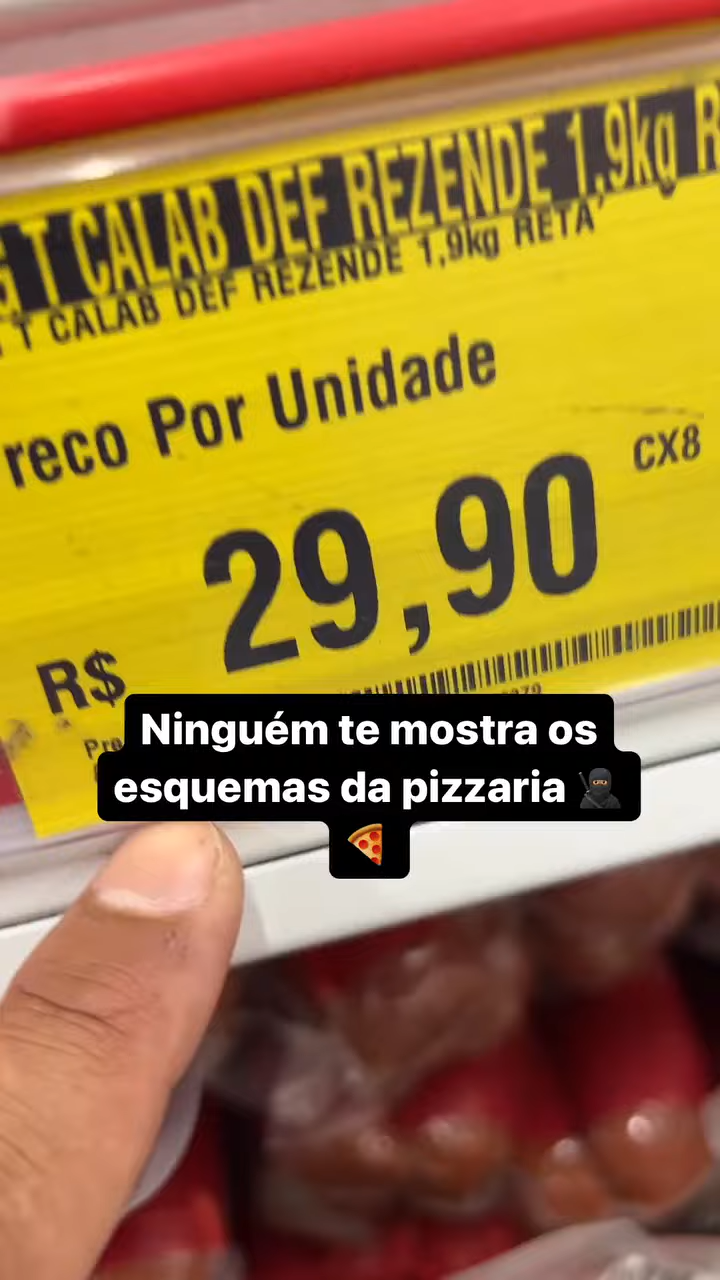 T CALAB DEF REZENDE 1.9kg
T CALAB DEF REZENDE 1,9kg RETA
reco Por Unidade
CX8
29,90
R$
Ninguém te mostra os
esquemas da pizzaria 🥷
🍕